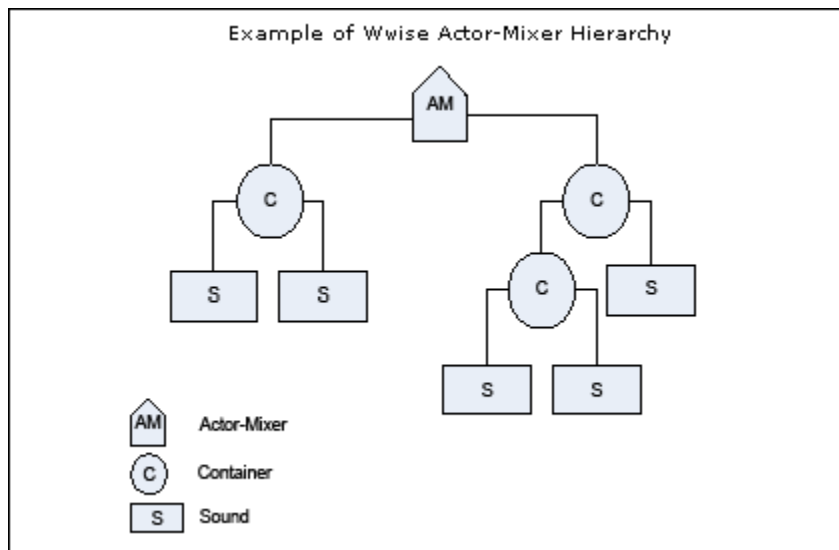 Example of Wwise Actor-Mixer Hierarchy
AM
C
C
S
S
C
S
S
S
AM Actor-Mixer
C Container
S Sound